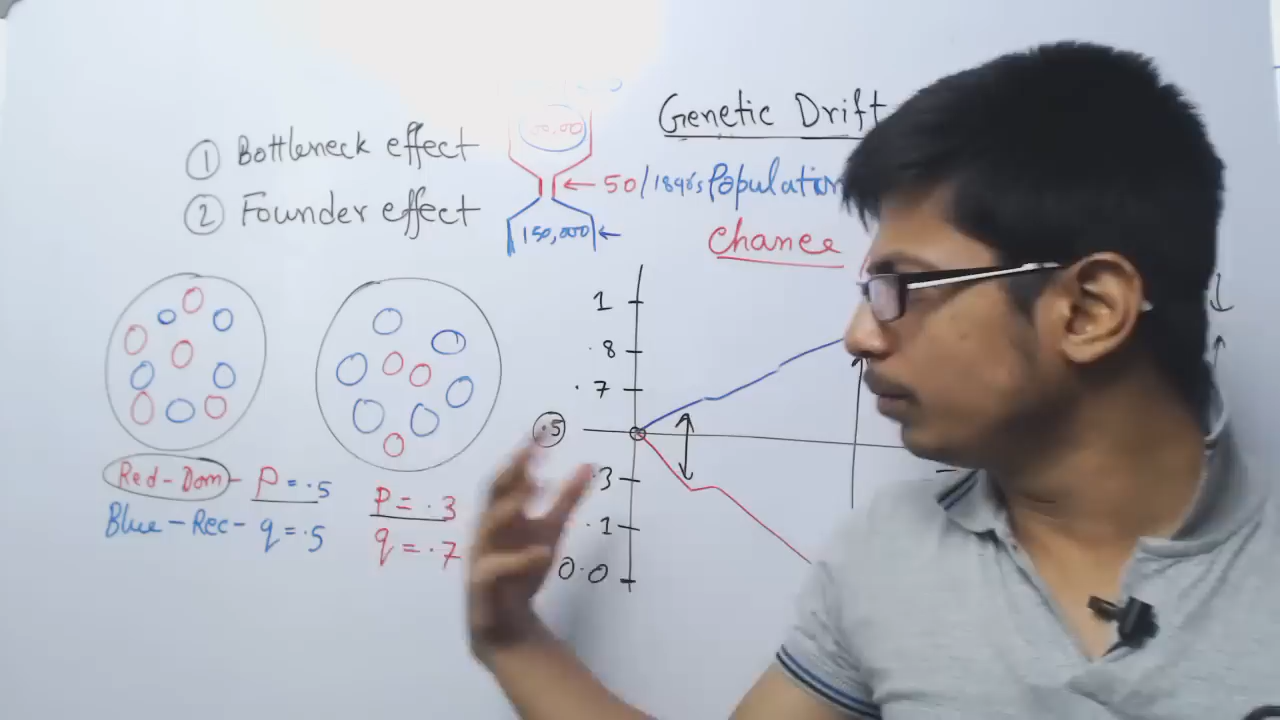 Genetic Drift
① Bottleneck effect
② Founder effect
50/1890's Population
150,000
Chance
1
.8
.7
.5
.3
.1
0.0
Red-Dom- P = .5
Blue-Rec- q = .5
P = .3
q = .7